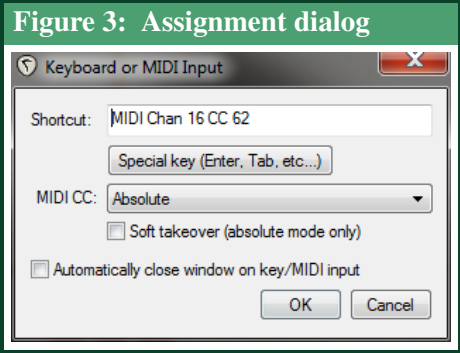 Figure 3:  Assignment dialog
Keyboard or MIDI Input
X
Shortcut: MIDI Chan 16 CC 62
Special key (Enter, Tab, etc...)
MIDI CC: Absolute
Soft takeover (absolute mode only)
Automatically close window on key/MIDI input
OK Cancel